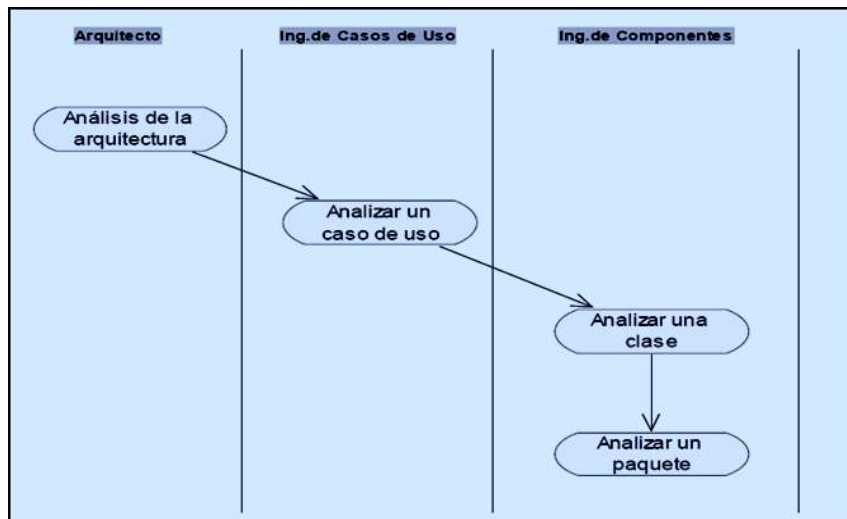 Arquitecto
Ing.de Casos de Uso
Ing.de Componentes
Análisis de la
arquitectura
Analizar un
caso de uso
Analizar una
clase
Analizar un
paquete